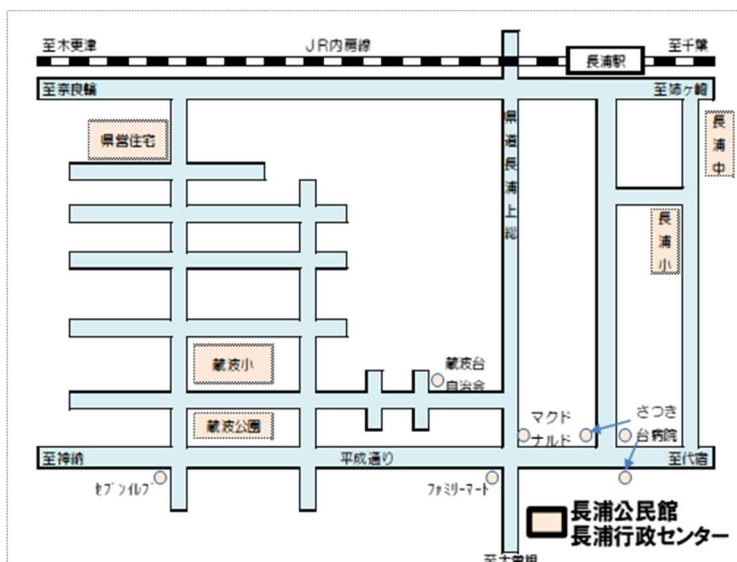 至木更津
JR内房線
長浦駅
至千葉
至奈良輪
至姉ヶ崎
県営住宅
県道長浦上総
長浦中
長浦小
蔵波小
蔵波台
自治会
蔵波公園
マクド
ナルド
さつき
台病院
至神納
平成通り
至代宿
セブンイレブ
ファミリーマート
長浦公民館
長浦行政センター
至大曽根